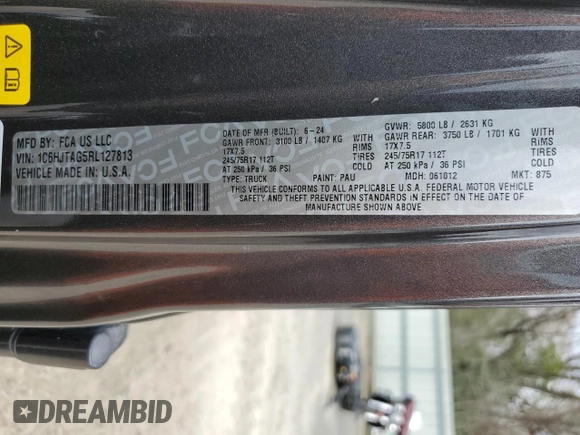 MFD BY: FCA US LLC
VIN: 1C6HJTAG5RL127813
VEHICLE MADE IN: U.S.A.
DATE OF MFR (BUILT): 6-24
GVWR: 5800 LB / 2631 KG
GAWR FRONT: 3100 LB / 1407 KG
GAWR REAR: 3750 LB / 1701 KG
17X7.5 RIMS 17X7.5 RIMS
245/75R17 112T TIRES 245/75R17 112T TIRES
AT 250 kPa / 36 PSI AT 250 kPa / 36 PSI
TYPE: TRUCK PAINT: PAU MDH: 061012 MKT: 875
THIS VEHICLE CONFORMS TO ALL APPLICABLE U.S.A. FEDERAL MOTOR VEHICLE
SAFETY AND THEFT PREVENTION STANDARDS IN EFFECT ON THE DATE OF
MANUFACTURE SHOWN ABOVE
DREAMBID